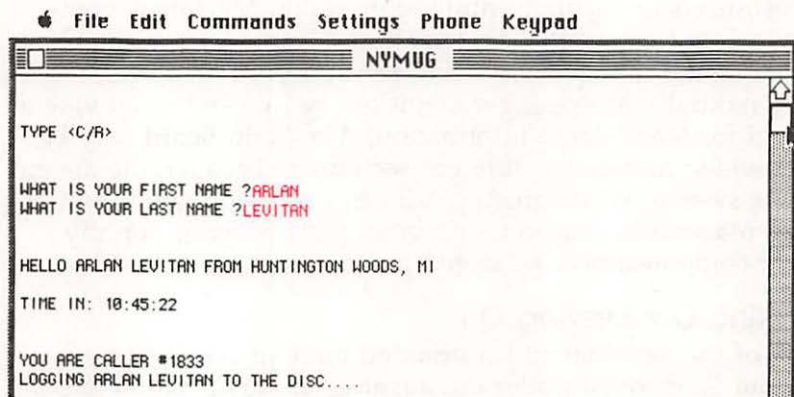 File Edit Commands Settings Phone Keypad
NYMUG
TYPE <C/R>
WHAT IS YOUR FIRST NAME ?ARLAN
WHAT IS YOUR LAST NAME ?LEVITAN
HELLO ARLAN LEVITAN FROM HUNTINGTON WOODS, MI
TIME IN: 10:45:22
YOU ARE CALLER #1833
LOGGING ARLAN LEVITAN TO THE DISC....